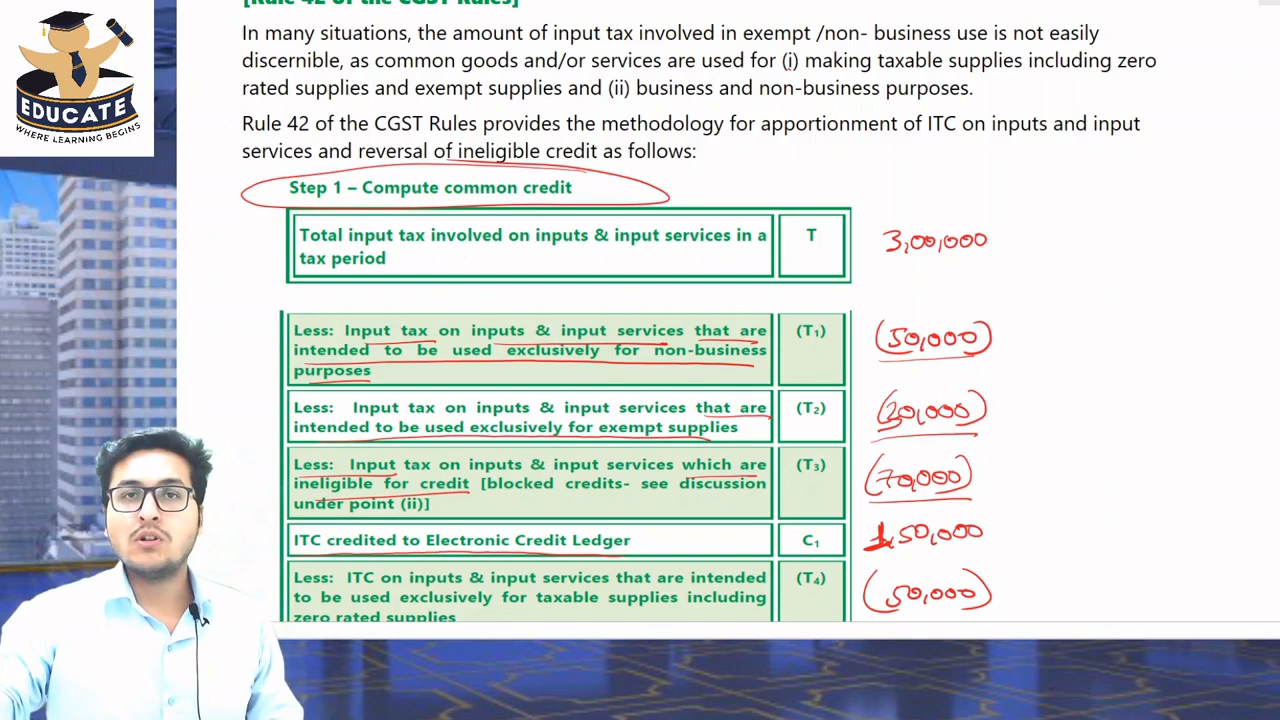 [Rule 42 of the CGST Rules]
In many situations, the amount of input tax involved in exempt /non- business use is not easily
discernible, as common goods and/or services are used for (i) making taxable supplies including zero
rated supplies and exempt supplies and (ii) business and non-business purposes.
Rule 42 of the CGST Rules provides the methodology for apportionment of ITC on inputs and input
services and reversal of ineligible credit as follows:
Step 1 – Compute common credit
Total input tax involved on inputs & input services in a tax period T 3,00,000
Less: Input tax on inputs & input services that are
intended to be used exclusively for non-business
purposes
(T₁)
(50,000)
Less: Input tax on inputs & input services that are
intended to be used exclusively for exempt supplies
(T₂)
Less: Input tax on inputs & input services which are
ineligible for credit [blocked credits- see discussion
under point (ii)]
(T₃)
(70,000)
ITC credited to Electronic Credit Ledger C₁ 1,50,000
Less: ITC on inputs & input services that are intended
to be used exclusively for taxable supplies including
zero rated supplies
(T₄)
(50,000)
EDUCATE
WHERE LEARNING BEGINS